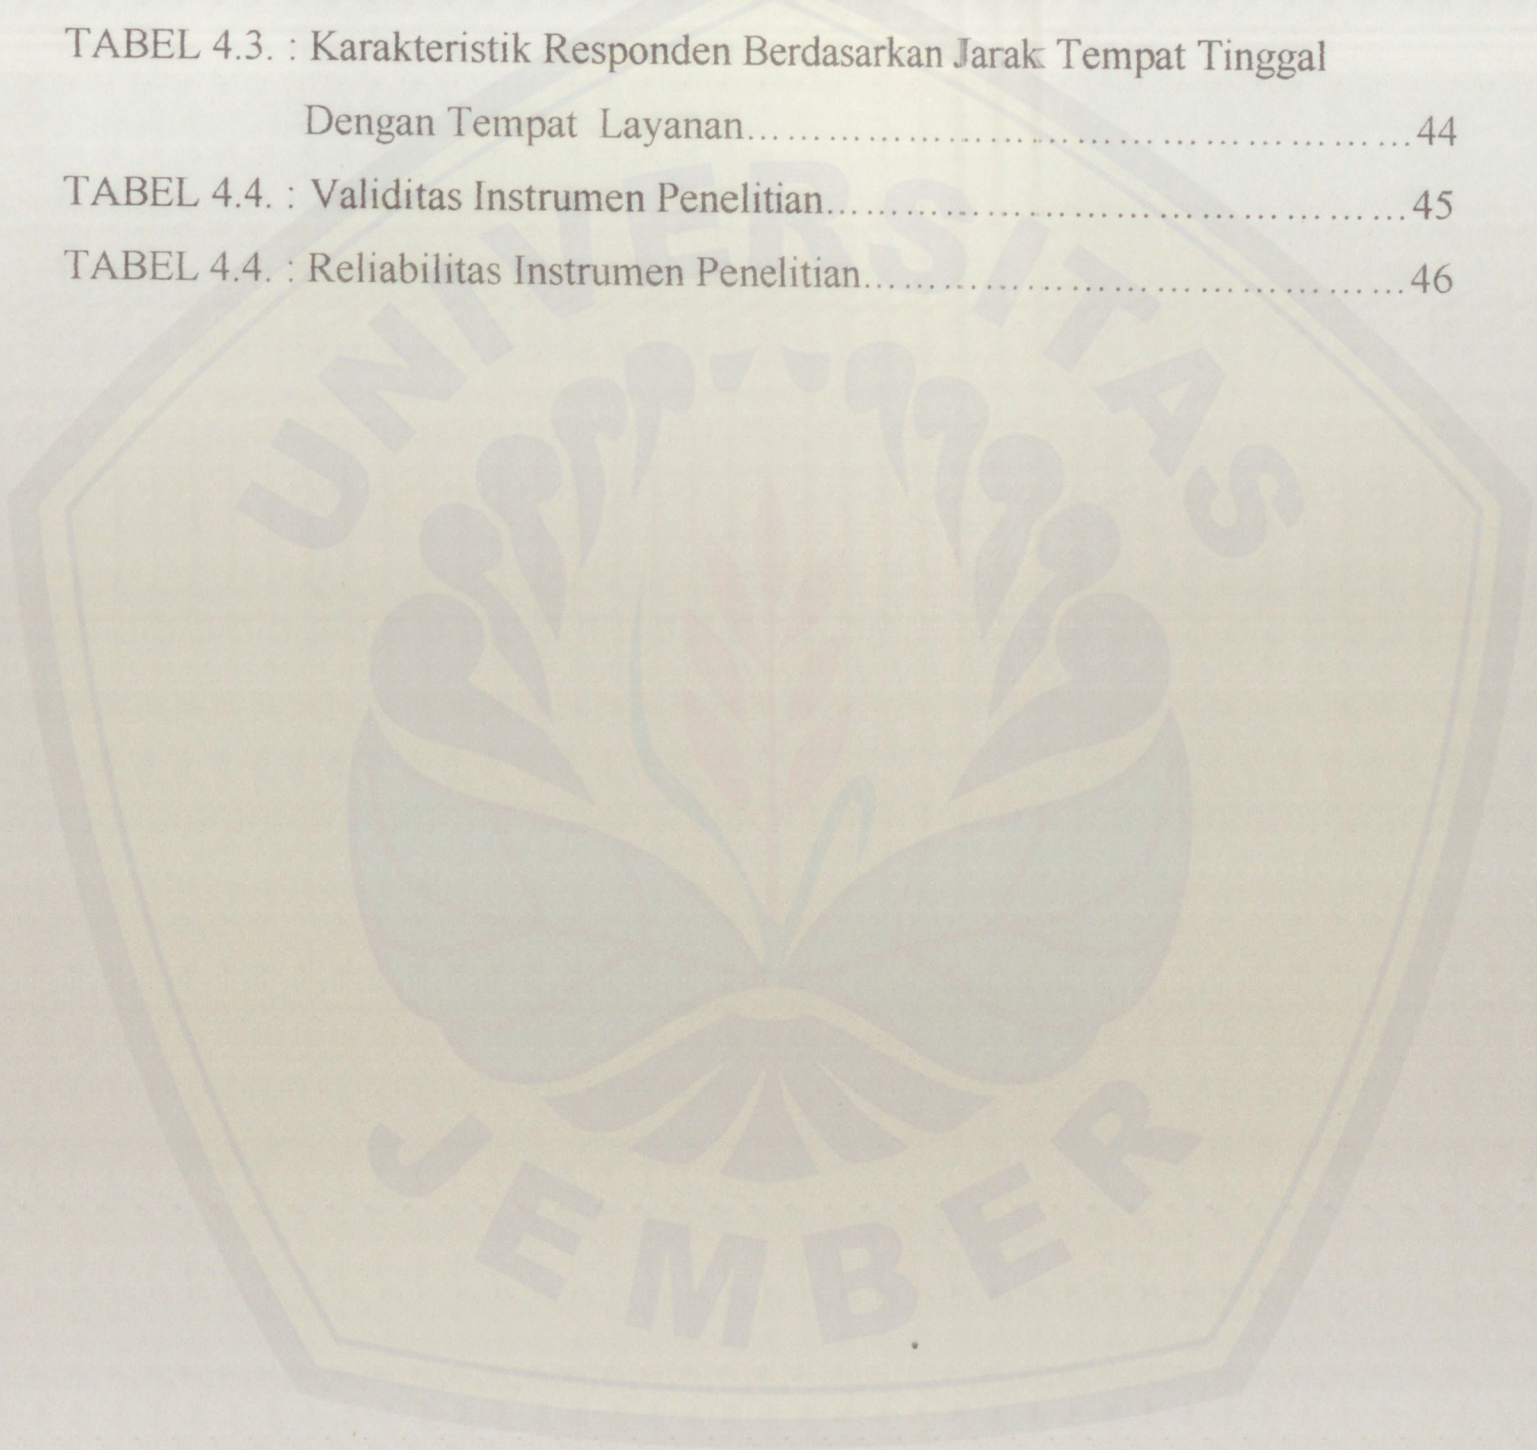 TABEL 4.3. : Karakteristik Responden Berdasarkan Jarak Tempat Tinggal
Dengan Tempat Layanan.......................................................44
TABEL 4.4. : Validitas Instrumen Penelitian................................................45
TABEL 4.4. : Reliabilitas Instrumen Penelitian.............................................46
UNIVERSITAS
JEMBER